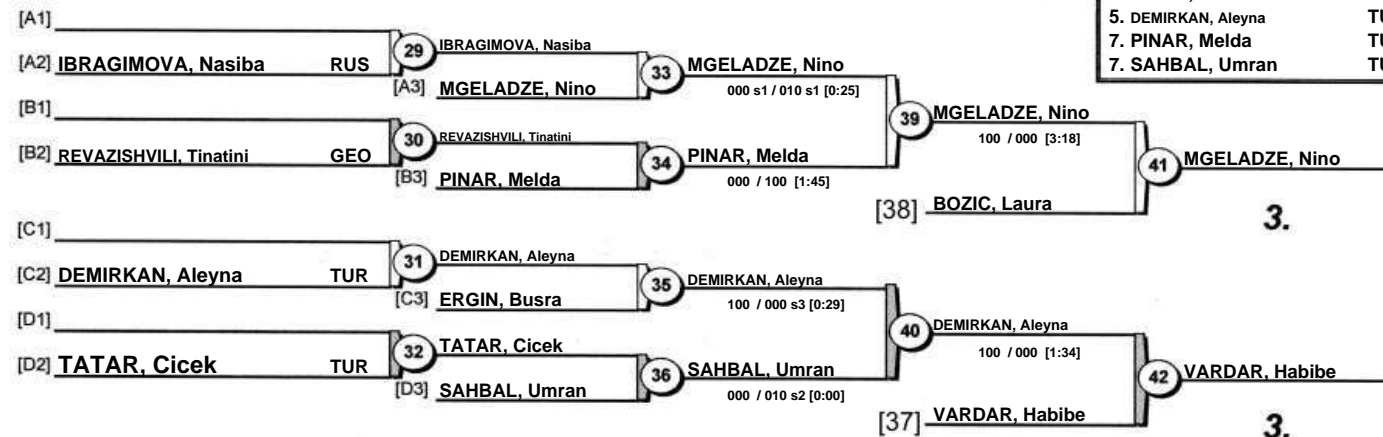 5. DEMIRKAN, Aleyna
7. PINAR, Melda
7. SAHBAL, Umran
[A1]
[A2] IBRAGIMOVA, Nasiba RUS
29
IBRAGIMOVA, Nasiba
[A3] MGELADZE, Nino
33
MGELADZE, Nino
000 s1 / 010 s1 [0:25]
[B1]
[B2] REVAZISHVILI, Tinatini GEO
30
REVAZISHVILI, Tinatini
[B3] PINAR, Melda
34
PINAR, Melda
000 / 100 [1:45]
39
MGELADZE, Nino
100 / 000 [3:18]
[38] BOZIC, Laura
41
MGELADZE, Nino
3.
[C1]
[C2] DEMIRKAN, Aleyna TUR
31
DEMIRKAN, Aleyna
[C3] ERGIN, Busra
35
DEMIRKAN, Aleyna
100 / 000 s3 [0:29]
[D1]
[D2] TATAR, Cicek TUR
32
TATAR, Cicek
[D3] SAHBAL, Umran
36
SAHBAL, Umran
000 / 010 s2 [0:00]
40
DEMIRKAN, Aleyna
100 / 000 [1:34]
[37] VARDAR, Habibe
42
VARDAR, Habibe
3.